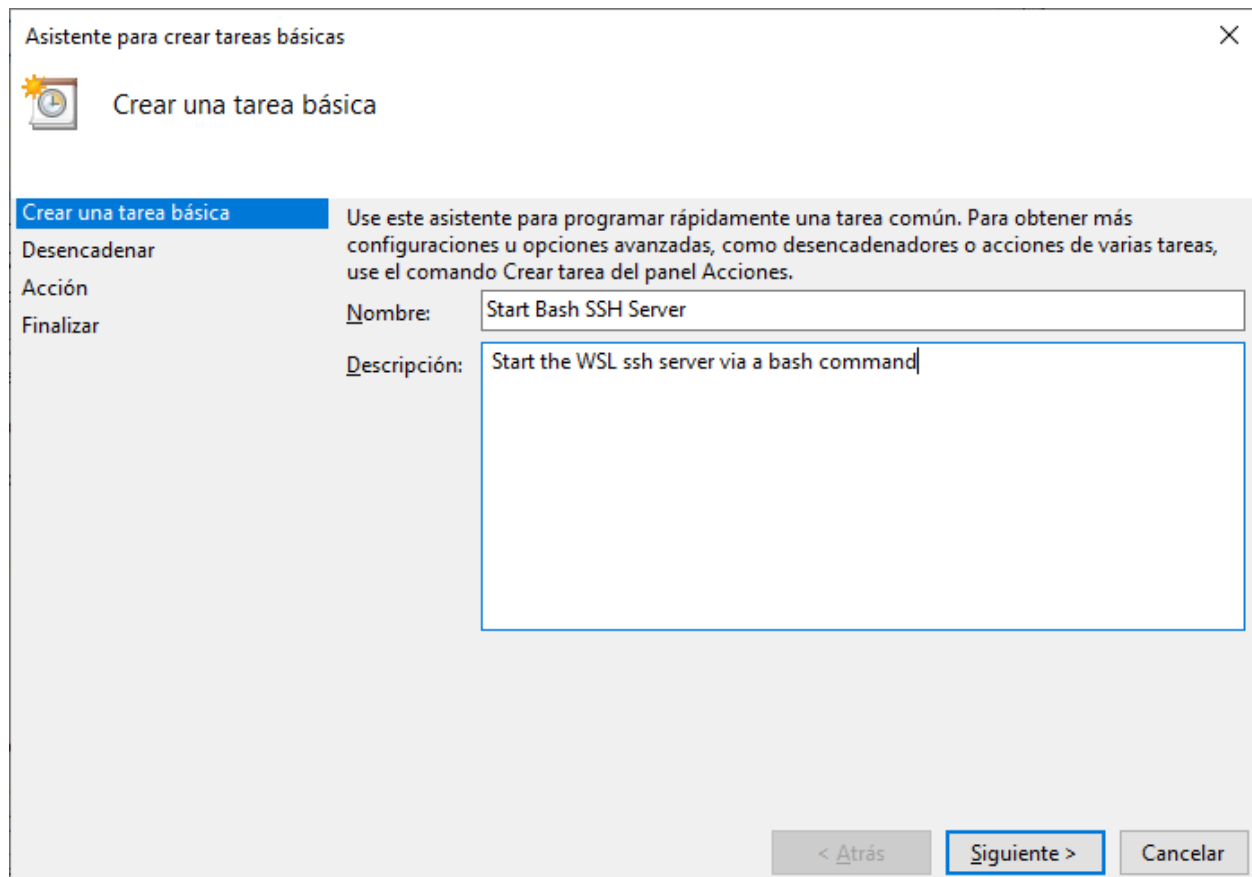 Asistente para crear tareas básicas
Crear una tarea básica
Crear una tarea básica
Desencadenar
Acción
Finalizar
Use este asistente para programar rápidamente una tarea común. Para obtener más
configuraciones u opciones avanzadas, como desencadenadores o acciones de varias tareas,
use el comando Crear tarea del panel Acciones.
Nombre: Start Bash SSH Server
Descripción: Start the WSL ssh server via a bash command
< Atrás Siguiente > Cancelar